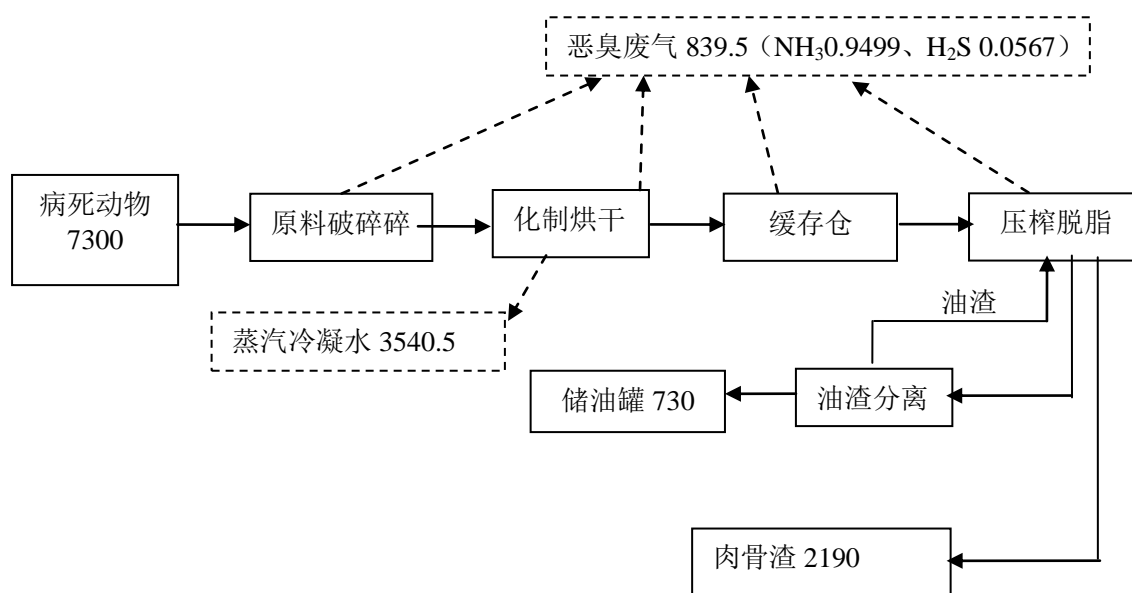 恶臭废气 839.5（NH₃0.9499、H₂S 0.0567）
病死动物
7300
原料破碎碎
化制烘干
缓存仓
压榨脱脂
油渣
蒸汽冷凝水 3540.5
储油罐 730
油渣分离
肉骨渣 2190